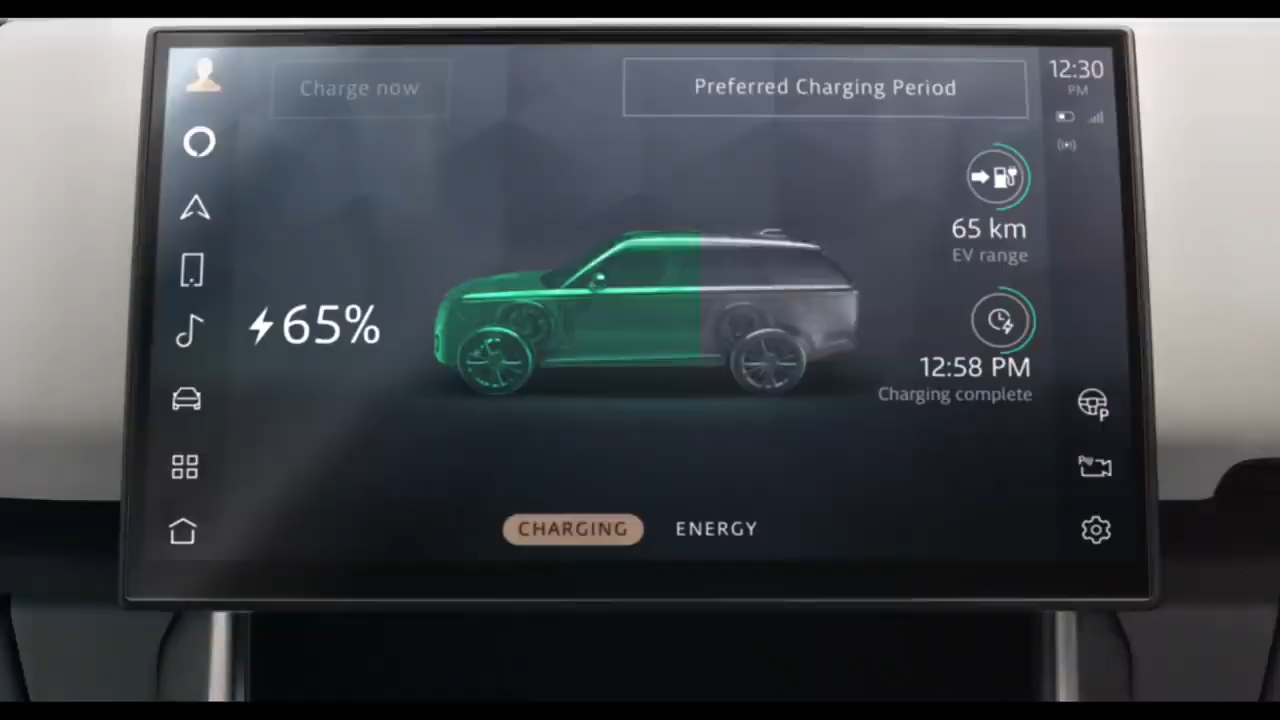 Charge now
Preferred Charging Period
12:30
PM
65 km
EV range
65%
12:58 PM
Charging complete
P
P
CHARGING
ENERGY